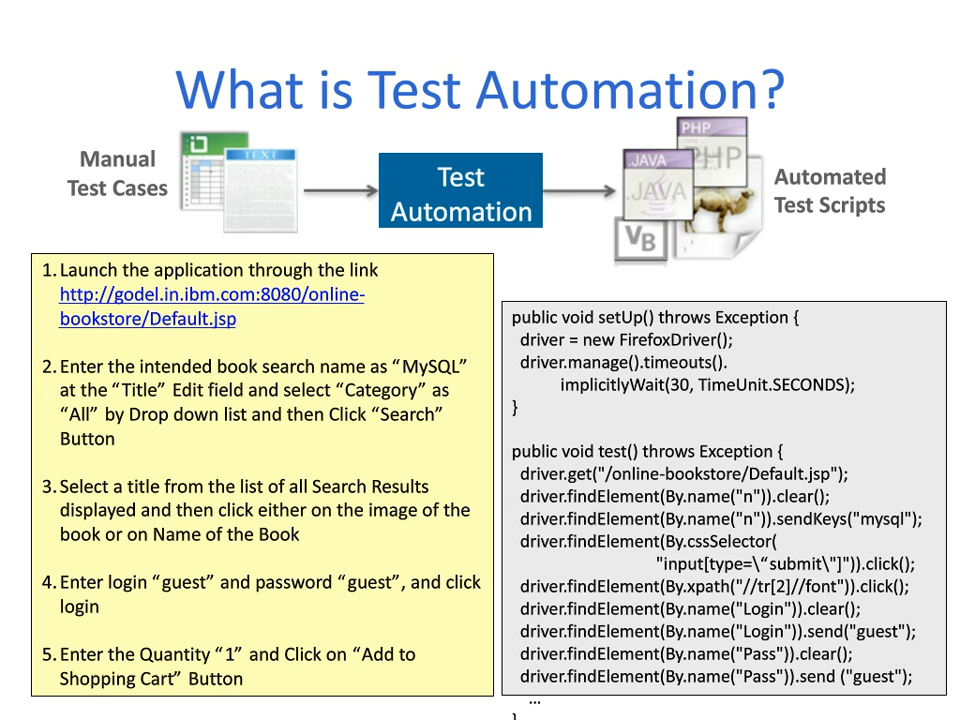 What is Test Automation?
Manual
Test Cases
TEXT
Test
Automation
PHP
PHP
.JAVA
.JAVA
VB
Automated
Test Scripts
1. Launch the application through the link
http://godel.in.ibm.com:8080/online-
bookstore/Default.jsp
2. Enter the intended book search name as “MySQL”
at the “Title” Edit field and select “Category” as
“All” by Drop down list and then Click “Search”
Button
3. Select a title from the list of all Search Results
displayed and then click either on the image of the
book or on Name of the Book
4. Enter login “guest” and password “guest”, and click
login
5. Enter the Quantity “1” and Click on “Add to
Shopping Cart” Button
public void setUp() throws Exception {
driver = new FirefoxDriver();
driver.manage().timeouts().
implicitlyWait(30, TimeUnit.SECONDS);
}
public void test() throws Exception {
driver.get("/online-bookstore/Default.jsp");
driver.findElement(By.name("n")).clear();
driver.findElement(By.name("n")).sendKeys("mysql");
driver.findElement(By.cssSelector(
"input[type=\“submit\"]")).click();
driver.findElement(By.xpath("//tr[2]//font")).click();
driver.findElement(By.name("Login")).clear();
driver.findElement(By.name("Login")).send("guest");
driver.findElement(By.name("Pass")).clear();
driver.findElement(By.name("Pass")).send ("guest");
…
}